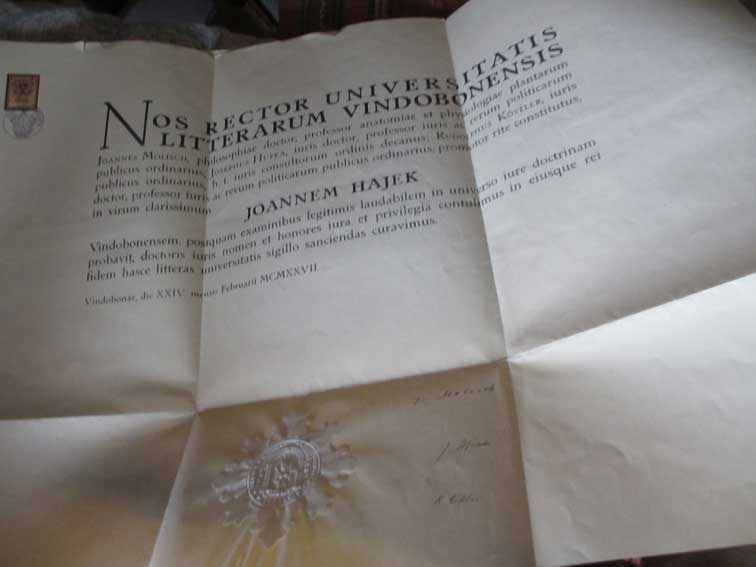 NOS RECTOR UNIVERSITATIS
LITTERARUM VINDOBONENSIS
JOANNES MOLISCH, philosophiae doctor, professor anatomiae et physiologiae plantarum
publicus ordinarius, JOSEPHUS HUPKA, iuris doctor, professor iuris ac rerum politicarum
publicus ordinarius, h. t. iuris consultorum ordinis decanus, RUDOLPHUS KÖSTLER, iuris
doctor, professor iuris ac rerum politicarum publicus ordinarius, promotor rite constitutus,
in virum clarissimum
JOANNEM HAJEK
Vindobonensem, postquam examinibus legitimis laudabilem in universo iure doctrinam
probavit, doctoris iuris nomen et honores iura et privilegia contulimus in eiusque rei
fidem hasce litteras universitatis sigillo sanciendas curavimus.
Vindobonae, die XXIV mensis Februarii MCMXXVII